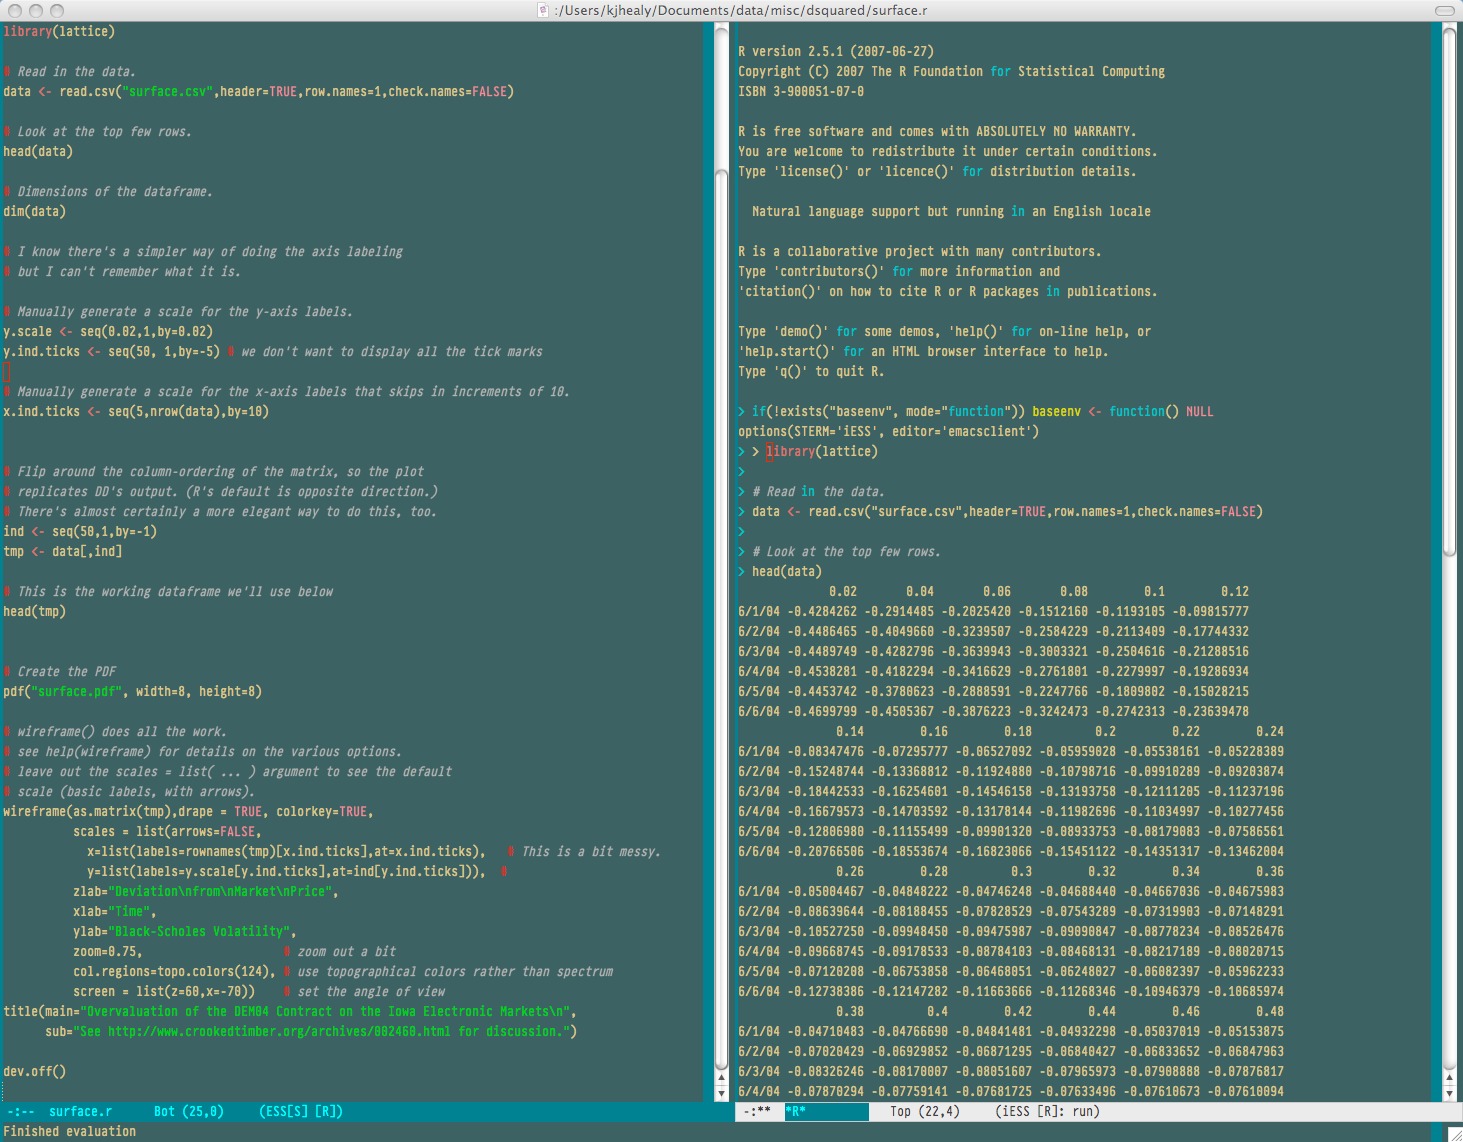 :/Users/kjhealy/Documents/data/misc/dsquared/surface.r
library(lattice)
# Read in the data.
data <- read.csv("surface.csv",header=TRUE,row.names=1,check.names=FALSE)
# Look at the top few rows.
head(data)
# Dimensions of the dataframe.
dim(data)
# I know there's a simpler way of doing the axis labeling
# but I can't remember what it is.
# Manually generate a scale for the y-axis labels.
y.scale <- seq(0.02,1,by=0.02)
y.ind.ticks <- seq(50, 1,by=-5) # we don't want to display all the tick marks
# Manually generate a scale for the x-axis labels that skips in increments of 10.
x.ind.ticks <- seq(5,nrow(data),by=10)
# Flip around the column-ordering of the matrix, so the plot
# replicates DD's output. (R's default is opposite direction.)
# There's almost certainly a more elegant way to do this, too.
ind <- seq(50,1,by=-1)
tmp <- data[,ind]
# This is the working dataframe we'll use below
head(tmp)
# Create the PDF
pdf("surface.pdf", width=8, height=8)
# wireframe() does all the work.
# see help(wireframe) for details on the various options.
# leave out the scales = list( ... ) argument to see the default
# scale (basic labels, with arrows).
wireframe(as.matrix(tmp),drape = TRUE, colorkey=TRUE,
scales = list(arrows=FALSE,
x=list(labels=rownames(tmp)[x.ind.ticks],at=x.ind.ticks),   # This is a bit messy.
y=list(labels=y.scale[y.ind.ticks],at=ind[y.ind.ticks])),  #
zlab="Deviation\nfrom\nMarket\nPrice",
xlab="Time",
ylab="Black-Scholes Volatility",
zoom=0.75,                    # zoom out a bit
col.regions=topo.colors(124), # use topographical colors rather than spectrum
screen = list(z=60,x=-70))    # set the angle of view
title(main="Overvaluation of the DEM04 Contract on the Iowa Electronic Markets\n",
sub="See http://www.crookedtimber.org/archives/002460.html for discussion.")
dev.off()
-:--  surface.r      Bot (25,0)     (ESS[S] [R])
Finished evaluation
R version 2.5.1 (2007-06-27)
Copyright (C) 2007 The R Foundation for Statistical Computing
ISBN 3-900051-07-0
R is free software and comes with ABSOLUTELY NO WARRANTY.
You are welcome to redistribute it under certain conditions.
Type 'license()' or 'licence()' for distribution details.
Natural language support but running in an English locale
R is a collaborative project with many contributors.
Type 'contributors()' for more information and
'citation()' on how to cite R or R packages in publications.
Type 'demo()' for some demos, 'help()' for on-line help, or
'help.start()' for an HTML browser interface to help.
Type 'q()' to quit R.
> if(!exists("baseenv", mode="function")) baseenv <- function() NULL
options(STERM='iESS', editor='emacsclient')
> > library(lattice)
>
> # Read in the data.
> data <- read.csv("surface.csv",header=TRUE,row.names=1,check.names=FALSE)
>
> # Look at the top few rows.
> head(data)
0.02       0.04       0.06       0.08        0.1        0.12
6/1/04 -0.4284262 -0.2914485 -0.2025420 -0.1512160 -0.1193105 -0.09815777
6/2/04 -0.4486465 -0.4049660 -0.3239507 -0.2584229 -0.2113409 -0.17744332
6/3/04 -0.4489749 -0.4282796 -0.3639943 -0.3003321 -0.2504616 -0.21288516
6/4/04 -0.4538281 -0.4182294 -0.3416629 -0.2761801 -0.2279997 -0.19286934
6/5/04 -0.4453742 -0.3780623 -0.2888591 -0.2247766 -0.1809802 -0.15028215
6/6/04 -0.4699799 -0.4505367 -0.3876223 -0.3242473 -0.2742313 -0.23639478
0.14        0.16        0.18         0.2        0.22        0.24
6/1/04 -0.08347476 -0.07295777 -0.06527092 -0.05959028 -0.05538161 -0.05228389
6/2/04 -0.15248744 -0.13368812 -0.11924880 -0.10798716 -0.09910289 -0.09203874
6/3/04 -0.18442533 -0.16254601 -0.14546158 -0.13193758 -0.12111205 -0.11237196
6/4/04 -0.16679573 -0.14703592 -0.13178144 -0.11982696 -0.11034997 -0.10277456
6/5/04 -0.12806980 -0.11155499 -0.09901320 -0.08933753 -0.08179083 -0.07586561
6/6/04 -0.20766506 -0.18553674 -0.16823066 -0.15451122 -0.14351317 -0.13462004
0.26        0.28         0.3        0.32        0.34        0.36
6/1/04 -0.05004467 -0.04848222 -0.04746248 -0.04688440 -0.04667036 -0.04675983
6/2/04 -0.08639644 -0.08188455 -0.07828529 -0.07543289 -0.07319903 -0.07148291
6/3/04 -0.10527250 -0.09948450 -0.09475987 -0.09090847 -0.08778234 -0.08526476
6/4/04 -0.09668745 -0.09178533 -0.08784103 -0.08468131 -0.08217189 -0.08020715
6/5/04 -0.07120208 -0.06753858 -0.06468051 -0.06248027 -0.06082397 -0.05962233
6/6/04 -0.12738386 -0.12147282 -0.11663666 -0.11268346 -0.10946379 -0.10685974
0.38         0.4        0.42        0.44        0.46        0.48
6/1/04 -0.04710483 -0.04766690 -0.04841481 -0.04932298 -0.05037019 -0.05153875
6/2/04 -0.07020429 -0.06929852 -0.06871295 -0.06840427 -0.06833652 -0.06847963
6/3/04 -0.08326246 -0.08170007 -0.08051607 -0.07965973 -0.07908888 -0.07876817
6/4/04 -0.07870294 -0.07759141 -0.07681725 -0.07633496 -0.07610673 -0.07610094
-:**  *R*            Top (22,4)     (iESS [R]: run)